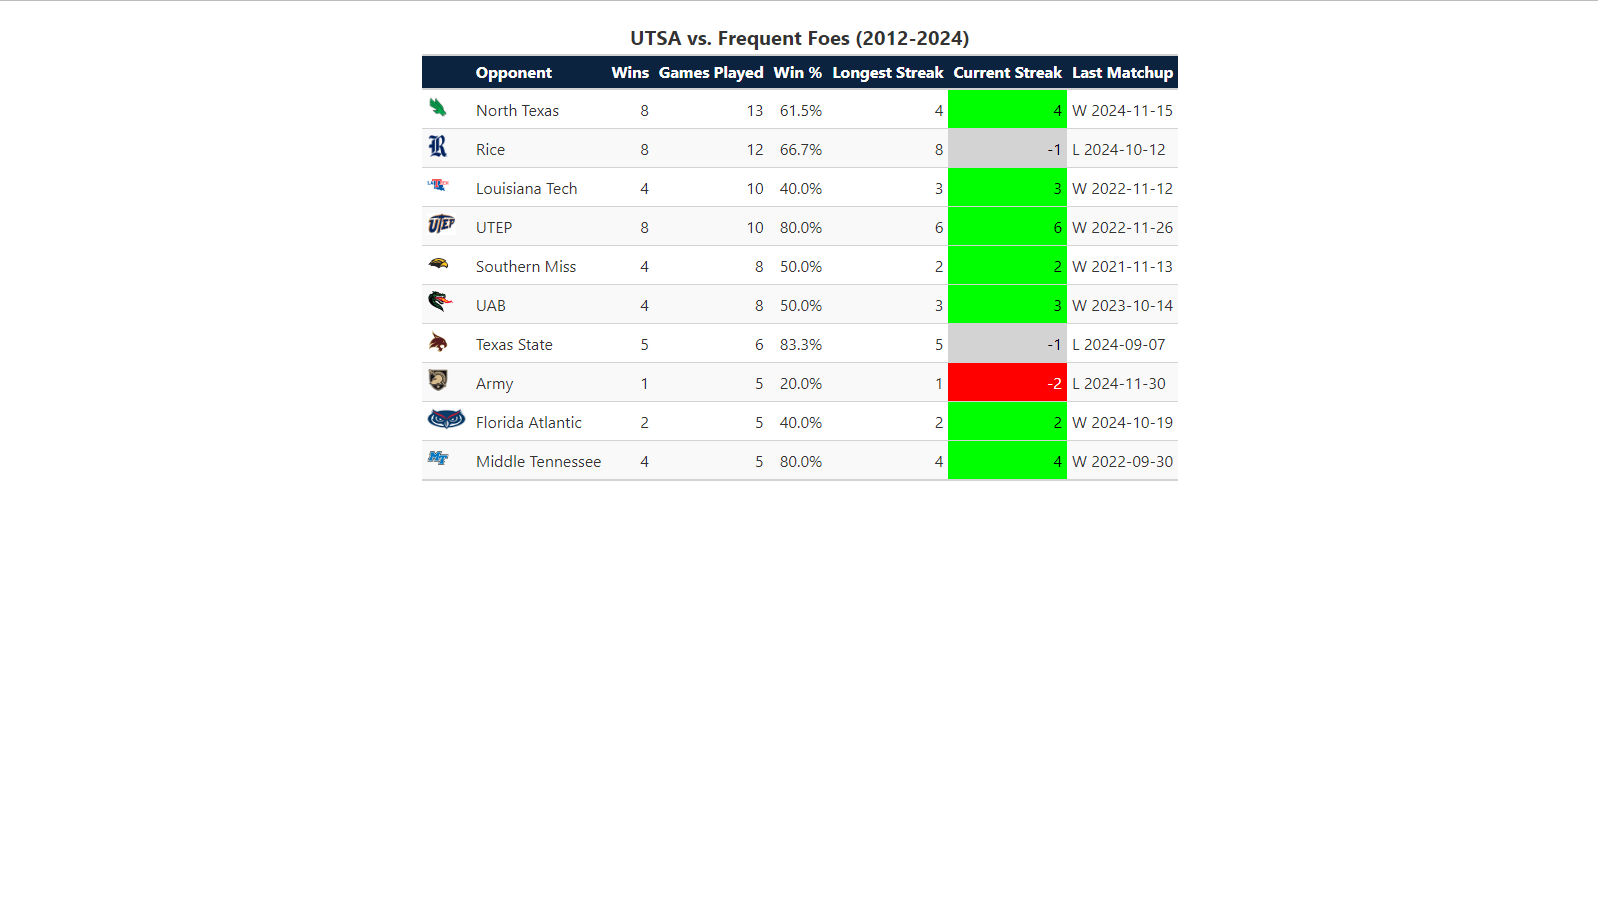 UTSA vs. Frequent Foes (2012-2024)
Opponent Wins Games Played Win % Longest Streak Current Streak Last Matchup
North Texas 8 13 61.5% 4 4 W 2024-11-15
R Rice 8 12 66.7% 8 -1 L 2024-10-12
Louisiana Tech 4 10 40.0% 3 3 W 2022-11-12
UTEP UTEP 8 10 80.0% 6 6 W 2022-11-26
Southern Miss 4 8 50.0% 2 2 W 2021-11-13
UAB 4 8 50.0% 3 3 W 2023-10-14
Texas State 5 6 83.3% 5 -1 L 2024-09-07
Army 1 5 20.0% 1 -2 L 2024-11-30
Florida Atlantic 2 5 40.0% 2 2 W 2024-10-19
MT Middle Tennessee 4 5 80.0% 4 4 W 2022-09-30